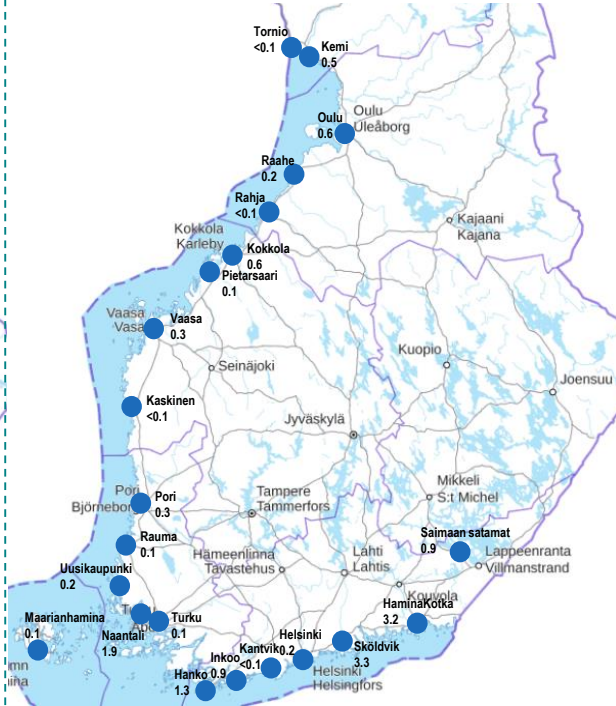 Tornio
<0.1
Kemi
0.5
Oulu
0.6
Oulu
Uleåborg
Raahe
0.2
Rahja
<0.1
Kajaani
Kajana
Kokkola
Karleby
Kokkola
0.6
Pietarsaari
0.1
Vaasa
Vasa
Vaasa
0.3
Seinäjoki
Kuopio
Joensuu
Kaskinen
<0.1
Jyväskylä
Pori
Björneborg
Pori
0.3
Tampere
Tammerfors
Mikkeli
S:t Michel
Rauma
0.1
Saimaan satamat
0.9
Hämeenlinna
Tavastehus
Lahti
Lahtis
Lappeenranta
Villmanstrand
Uusikaupunki
0.2
Kouvola
HaminaKotka
3.2
Maarianhamina
0.1
Naantali
1.9
Turku
0.1
Helsinki
0.2
Kantvik
<0.1
Sköldvik
3.3
Inkoo
0.9
Hanko
1.3
Helsinki
Helsingfors